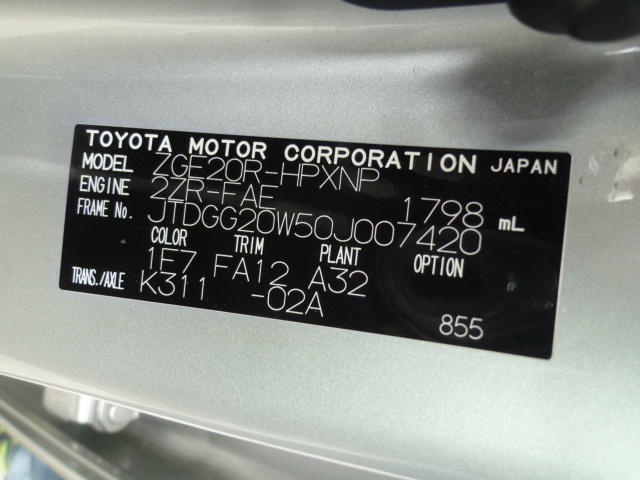 TOYOTA MOTOR CORPORATION JAPAN
MODEL ZGE20R-HPXNP
ENGINE 2ZR-FAE 1798 mL
FRAME No. JTDGG20W50J007420
COLOR TRIM PLANT OPTION
1F7 FA12 A32
TRANS./AXLE K311 -02A
855